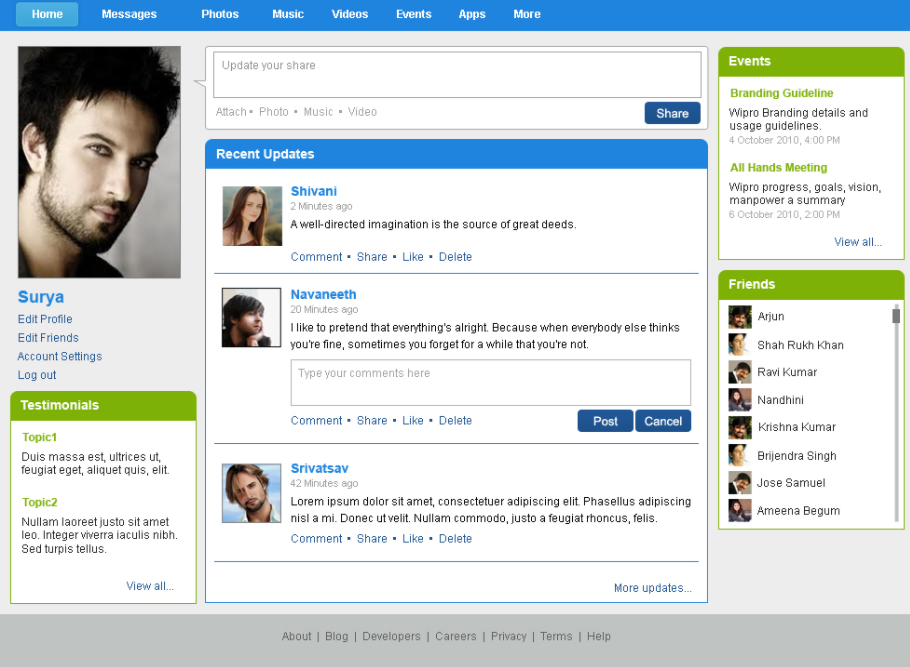 Home Messages Photos Music Videos Events Apps More
Update your share
Attach • Photo • Music • Video
Share
Surya
Edit Profile
Edit Friends
Account Settings
Log out
Testimonials
Topic1
Duis massa est, ultrices ut,
feugiat eget, aliquet quis, elit.
Topic2
Nullam laoreet justo sit amet
leo. Integer viverra iaculis nibh.
Sed turpis tellus.
View all...
Recent Updates
Shivani
2 Minutes ago
A well-directed imagination is the source of great deeds.
Comment • Share • Like • Delete
Navaneeth
20 Minutes ago
I like to pretend that everything's alright. Because when everybody else thinks
you're fine, sometimes you forget for a while that you're not.
Type your comments here
Comment • Share • Like • Delete
Post Cancel
Srivatsav
42 Minutes ago
Lorem ipsum dolor sit amet, consectetuer adipiscing elit. Phasellus adipiscing
nisl a mi. Donec ut velit. Nullam commodo, justo a feugiat rhoncus, felis.
Comment • Share • Like • Delete
More updates...
Events
Branding Guideline
Wipro Branding details and
usage guidelines.
4 October 2010, 4:00 PM
All Hands Meeting
Wipro progress, goals, vision,
manpower a summary
6 October 2010, 2:00 PM
View all...
Friends
Arjun
Shah Rukh Khan
Ravi Kumar
Nandhini
Krishna Kumar
Brijendra Singh
Jose Samuel
Ameena Begum
About | Blog | Developers | Careers | Privacy | Terms | Help